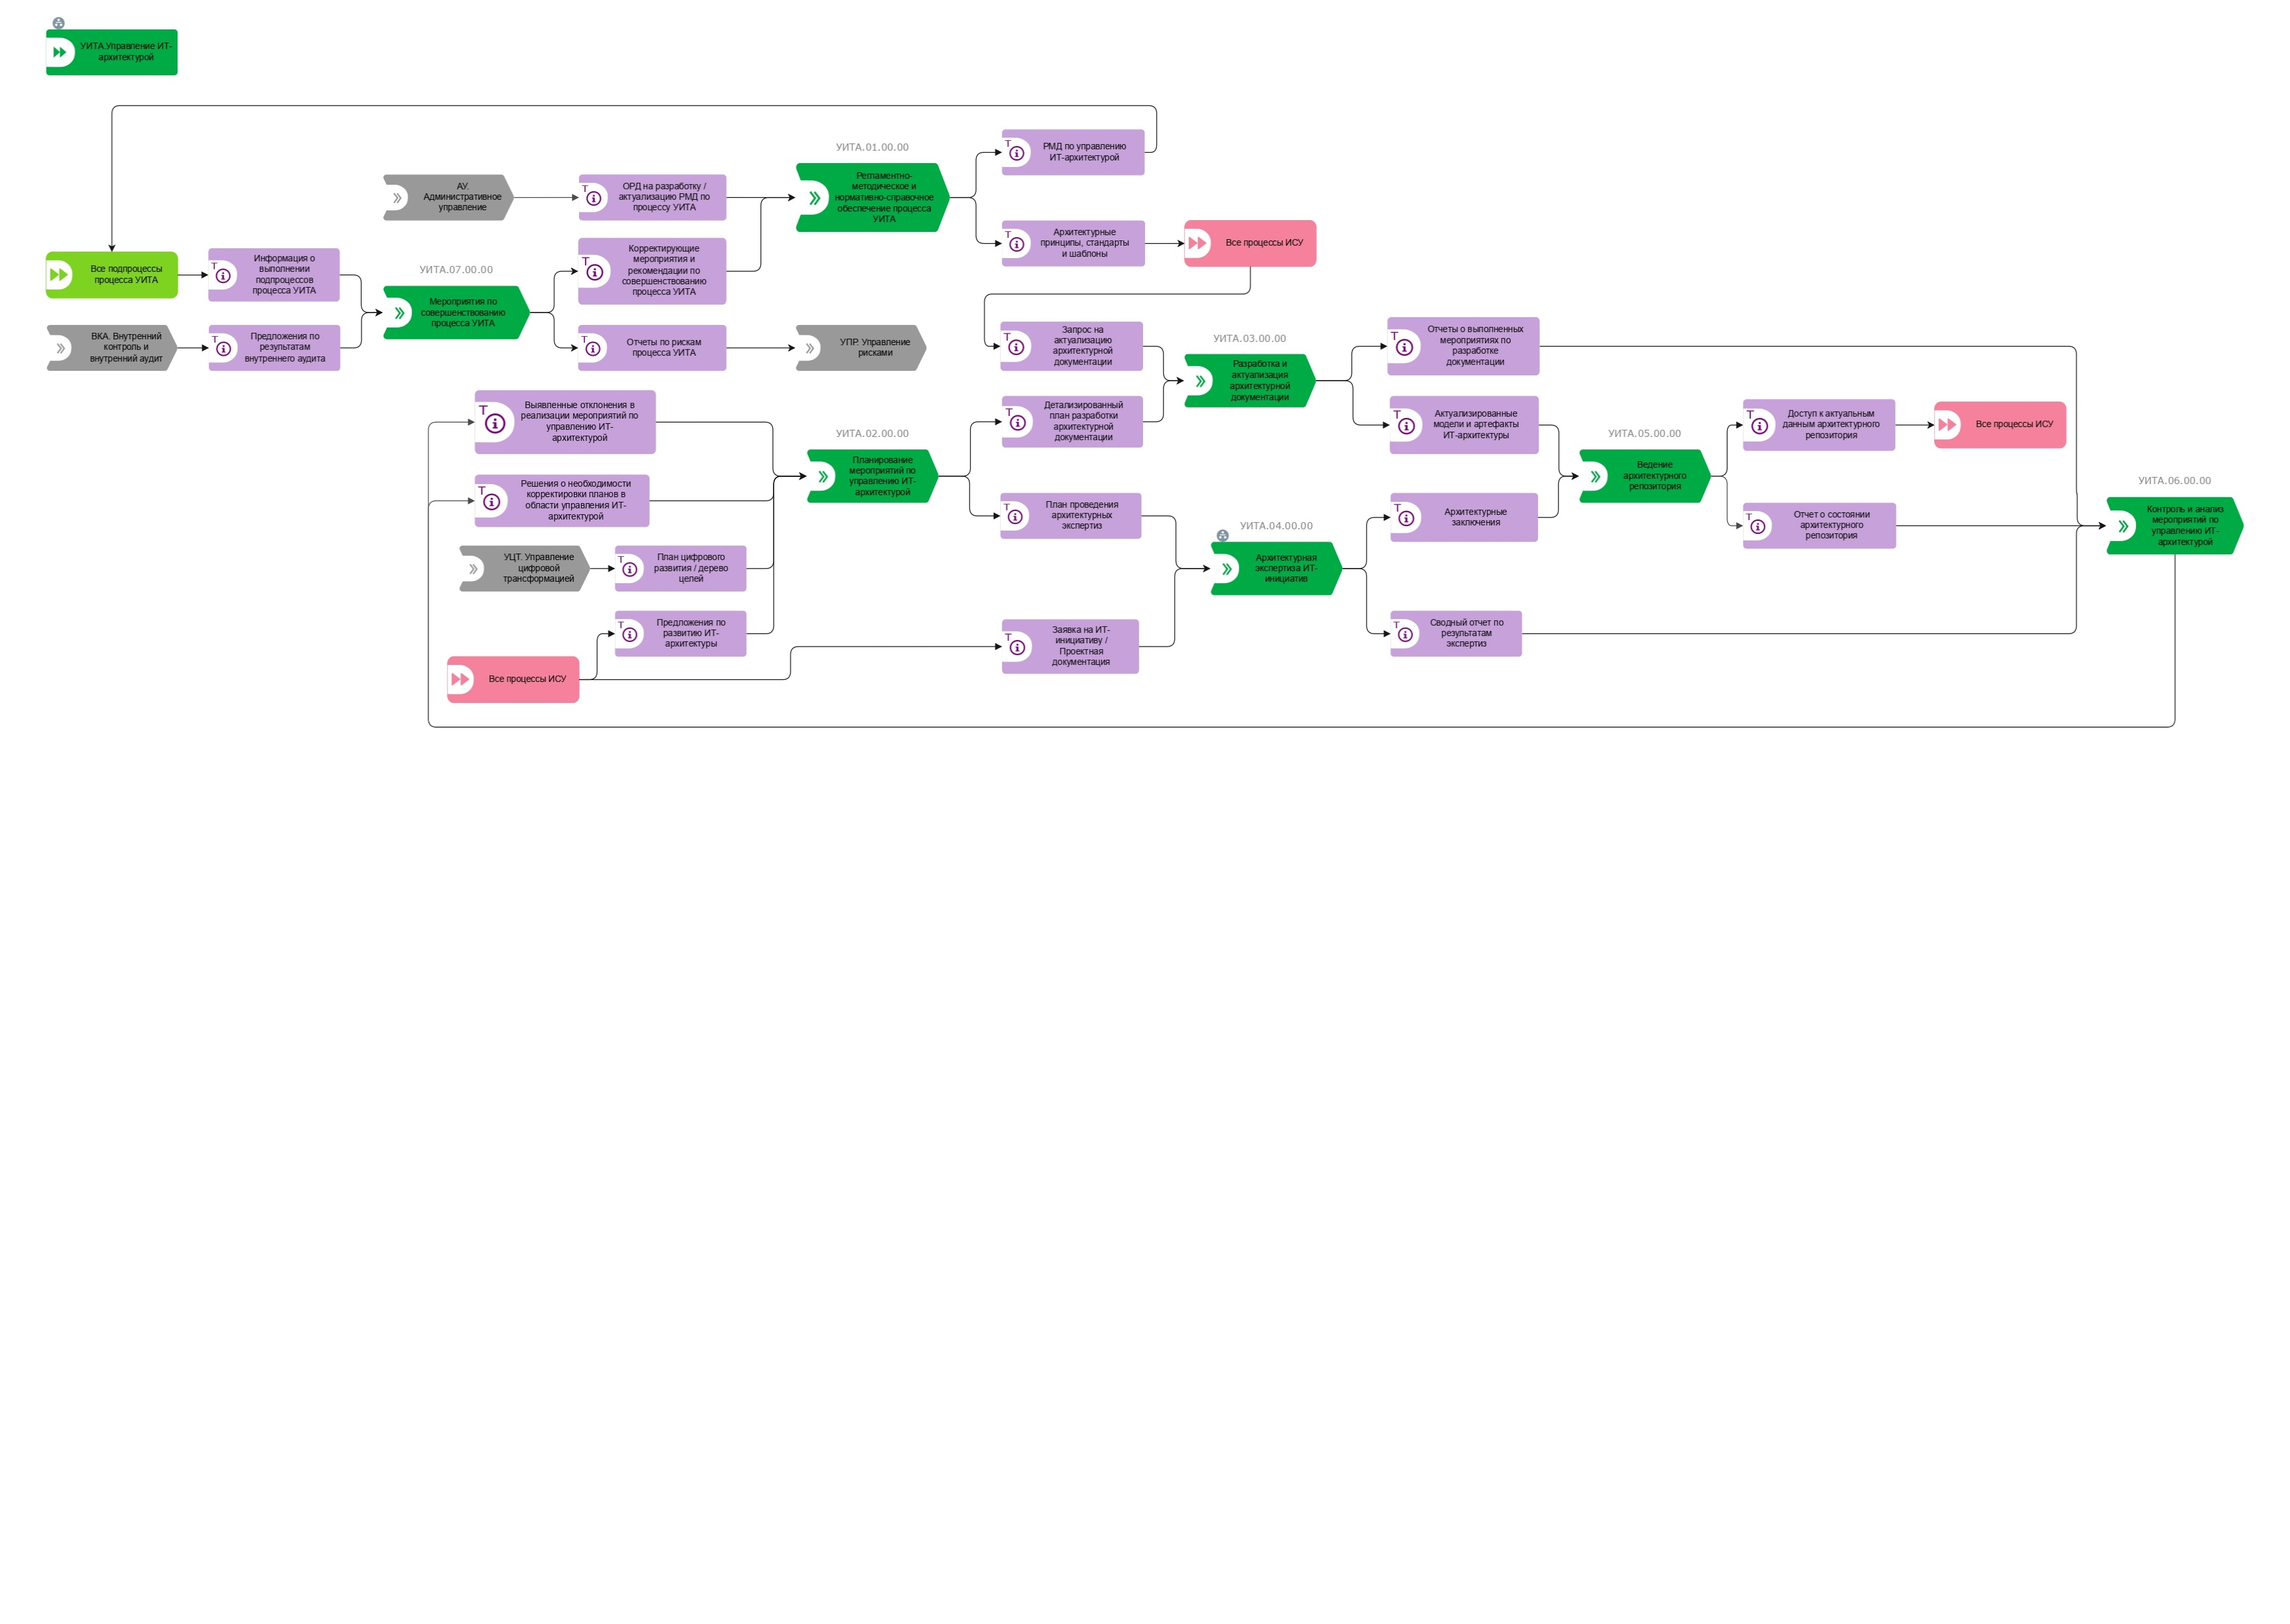 УИТА.Управление ИТ-
архитектурой
УИТА.01.00.00
РМД по управлению
ИТ-архитектурой
АУ.
Административное
управление
ОРД на разработку /
актуализацию РМД по
процессу УИТА
Регламентно-
методическое и
нормативно-справочное
обеспечение процесса
УИТА
Архитектурные
принципы, стандарты
и шаблоны
Все процессы ИСУ
Все подпроцессы
процесса УИТА
Информация о
выполнении
подпроцессов
процесса УИТА
УИТА.07.00.00
Мероприятия по
совершенствованию
процесса УИТА
Корректирующие
мероприятия и
рекомендации по
совершенствованию
процесса УИТА
ВКА. Внутренний
контроль и
внутренний аудит
Предложения по
результатам
внутреннего аудита
Отчеты по рискам
процесса УИТА
УПР. Управление
рисками
Запрос на
актуализацию
архитектурной
документации
УИТА.03.00.00
Разработка и
актуализация
архитектурной
документации
Отчеты о выполненных
мероприятиях по
разработке
документации
Выявленные отклонения в
реализации мероприятий по
управлению ИТ-
архитектурой
УИТА.02.00.00
Планирование
мероприятий по
управлению ИТ-
архитектурой
Детализированный
план разработки
архитектурной
документации
Актуализированные
модели и артефакты
ИТ-архитектуры
УИТА.05.00.00
Ведение
архитектурного
репозитория
Доступ к актуальным
данным архитектурного
репозитория
Все процессы ИСУ
Решения о необходимости
корректировки планов в
области управления ИТ-
архитектурой
План проведения
архитектурных
экспертиз
Архитектурные
заключения
Отчет о состоянии
архитектурного
репозитория
УИТА.06.00.00
Контроль и анализ
мероприятий по
управлению ИТ-
архитектурой
УЦТ. Управление
цифровой
трансформацией
План цифрового
развития / дерево
целей
УИТА.04.00.00
Архитектурная
экспертиза ИТ-
инициатив
Предложения по
развитию ИТ-
архитектуры
Заявка на ИТ-
инициативу /
Проектная
документация
Сводный отчет по
результатам
экспертиз
Все процессы ИСУ